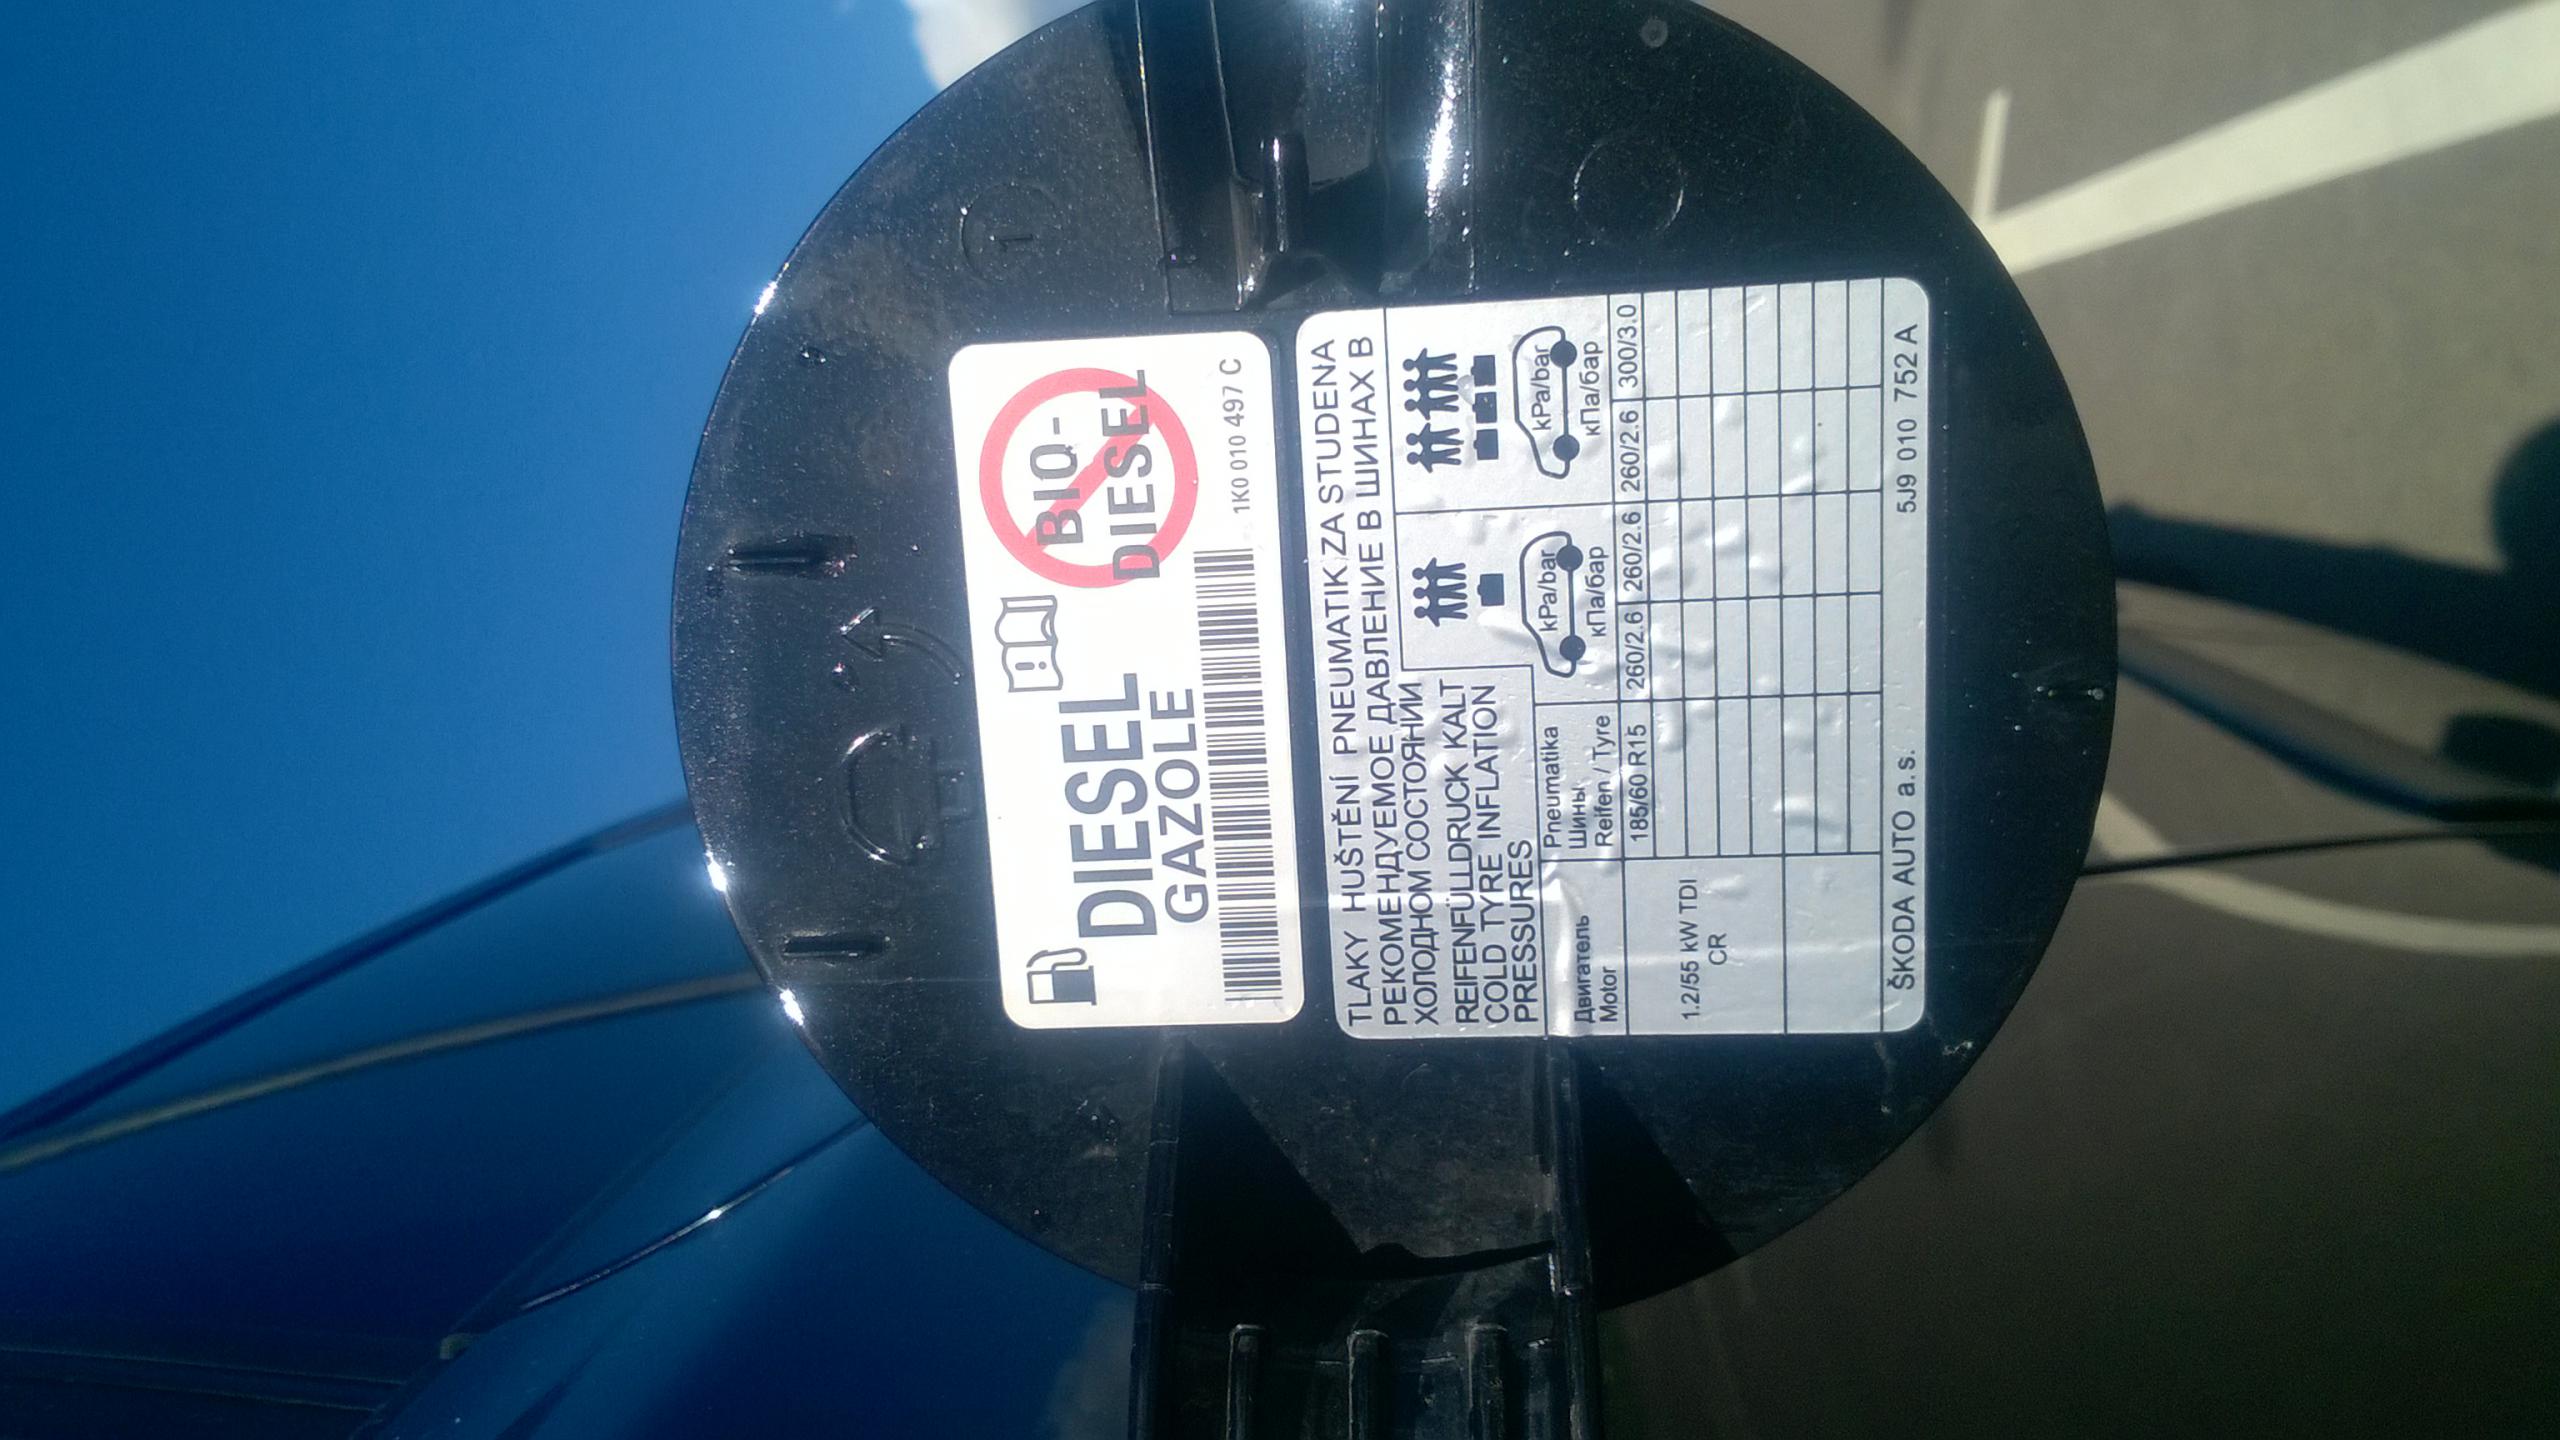 1
DIESEL
GAZOLE
BIO-
DIESEL
1K0 010 497 C
TLAKY HUŠTĚNÍ PNEUMATIK ZA STUDENA
РЕКОМЕНДУЕМОЕ ДАВЛЕНИЕ В ШИНАХ В
ХОЛОДНОМ СОСТОЯНИИ
REIFENFÜLLDRUCK KALT
COLD TYRE INFLATION
PRESSURES
kPa/bar kPa/bar
кПа/бар кПа/бар
Двигатель
Motor
Pneumatika
Шины
Reifen / Tyre
185/60 R15 260/2.6 260/2.6 260/2.6 300/3.0
1.2/55 kW TDI
CR
ŠKODA AUTO a.s. 5J9 010 752 A